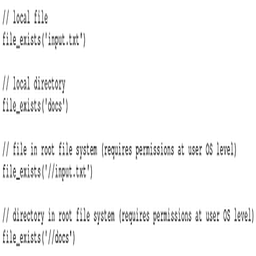 // local file
file_exists('input.txt')
// local directory
file_exists('docs')
// file in root file system (requires permissions at user OS level)
file_exists('//input.txt')
// directory in root file system (requires permissions at user OS level)
file_exists('//docs')